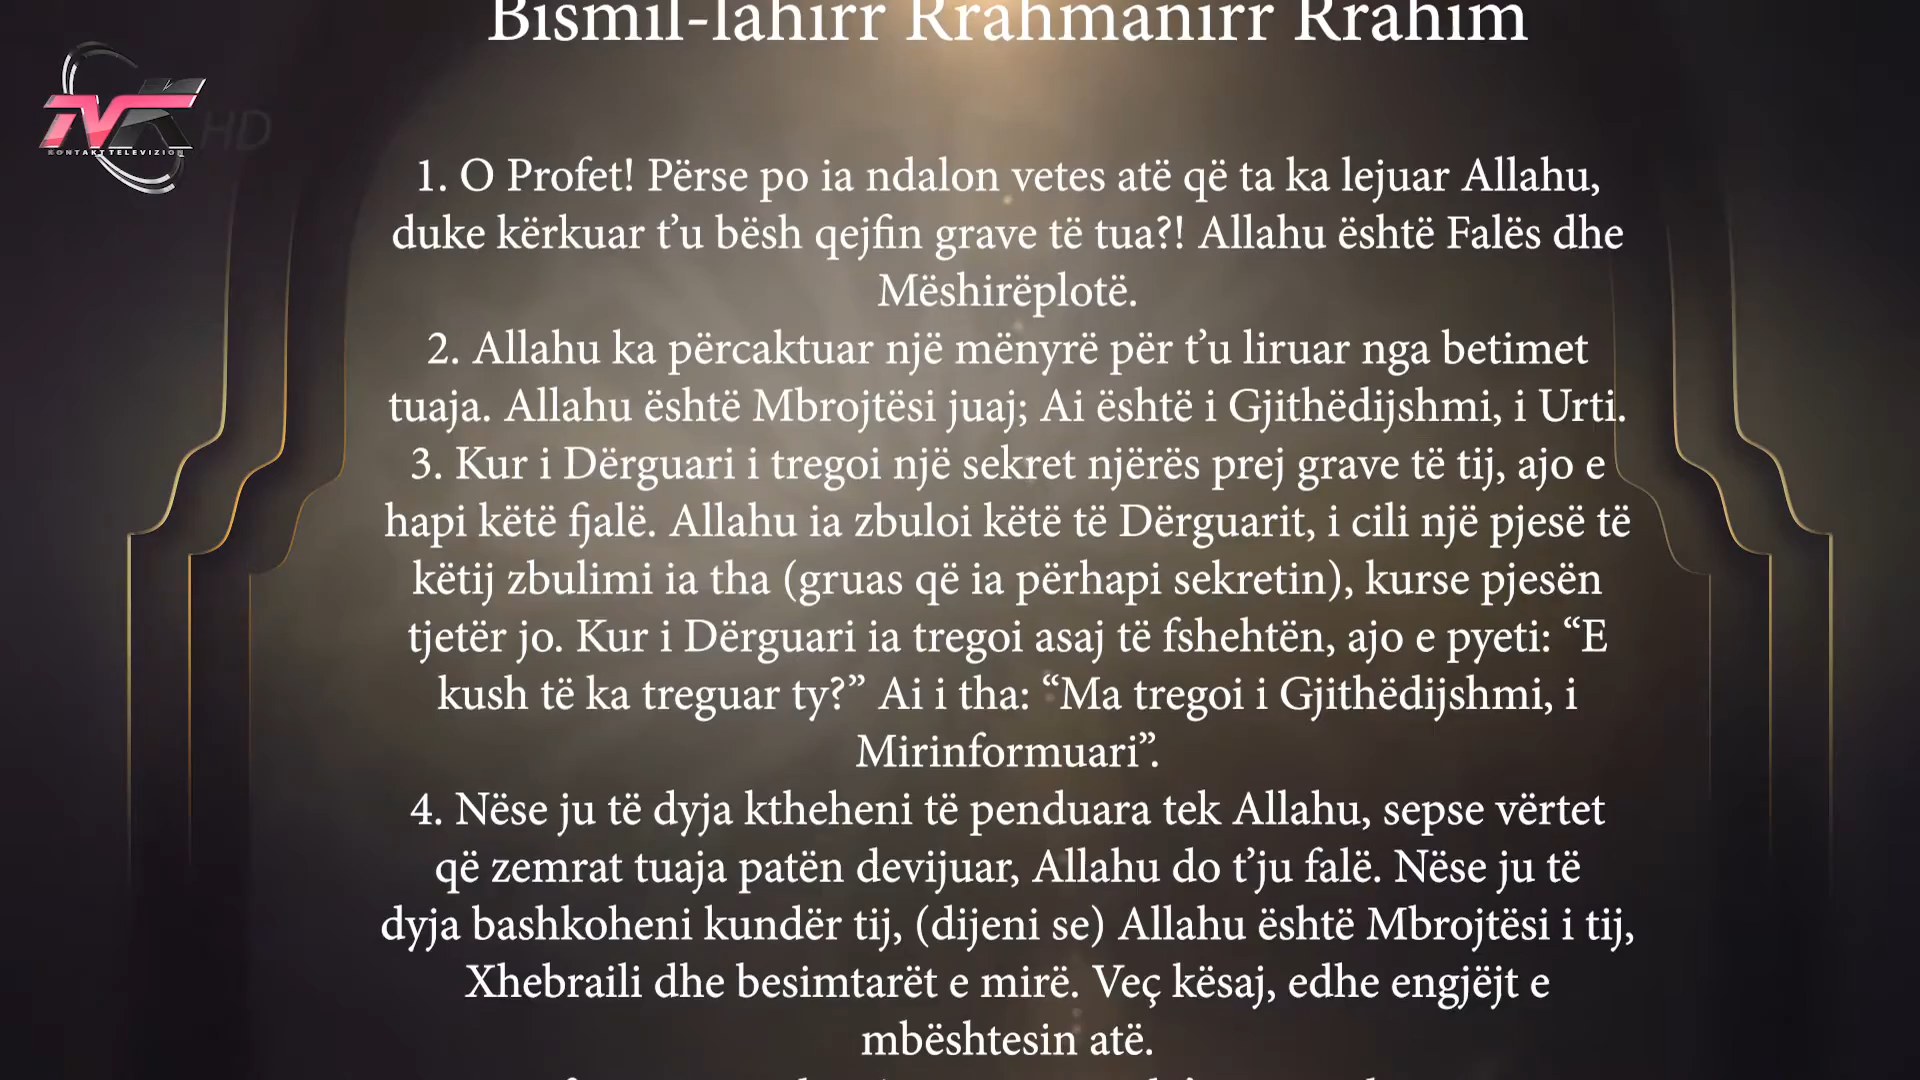 Bismil-lahirr Rrahmanirr Rrahim
HD
KONTAKT TELEVIZION
1. O Profet! Përse po ia ndalon vetes atë që ta ka lejuar Allahu,
duke kërkuar t’u bësh qejfin grave të tua?! Allahu është Falës dhe
Mëshirëplotë.
2. Allahu ka përcaktuar një mënyrë për t’u liruar nga betimet
tuaja. Allahu është Mbrojtësi juaj; Ai është i Gjithëdijshmi, i Urti.
3. Kur i Dërguari i tregoi një sekret njërës prej grave të tij, ajo e
hapi këtë fjalë. Allahu ia zbuloi këtë të Dërguarit, i cili një pjesë të
këtij zbulimi ia tha (gruas që ia përhapi sekretin), kurse pjesën
tjetër jo. Kur i Dërguari ia tregoi asaj të fshehtën, ajo e pyeti: “E
kush të ka treguar ty?” Ai i tha: “Ma tregoi i Gjithëdijshmi, i
Mirinformuari”.
4. Nëse ju të dyja ktheheni të penduara tek Allahu, sepse vërtet
që zemrat tuaja patën devijuar, Allahu do t’ju falë. Nëse ju të
dyja bashkoheni kundër tij, (dijeni se) Allahu është Mbrojtësi i tij,
Xhebraili dhe besimtarët e mirë. Veç kësaj, edhe engjëjt e
mbështesin atë.